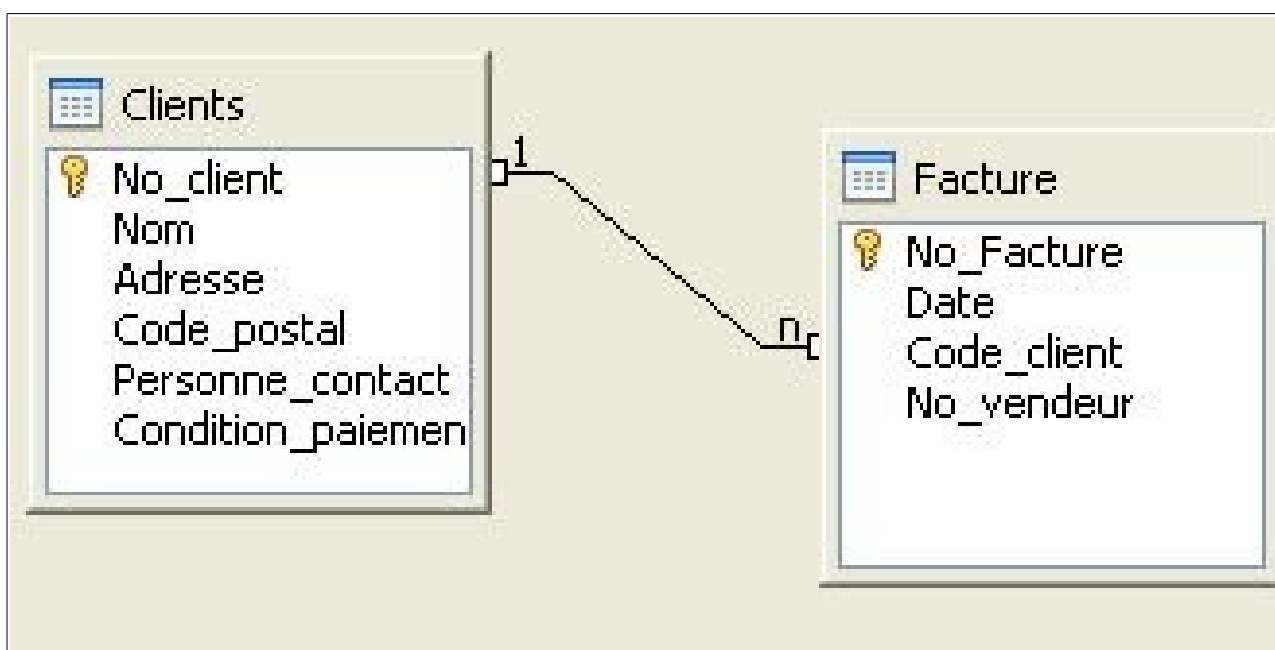 Clients
No_client
Nom
Adresse
Code_postal
Personne_contact
Condition_paiemen
1
n
Facture
No_Facture
Date
Code_client
No_vendeur